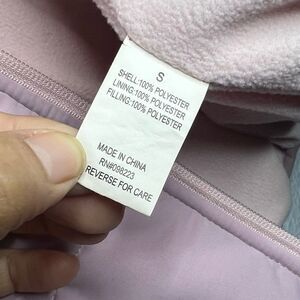 S
SHELL:100% POLYESTER
LINING:100% POLYESTER
FILLING:100% POLYESTER
MADE IN CHINA
RN#098223
REVERSE FOR CARE